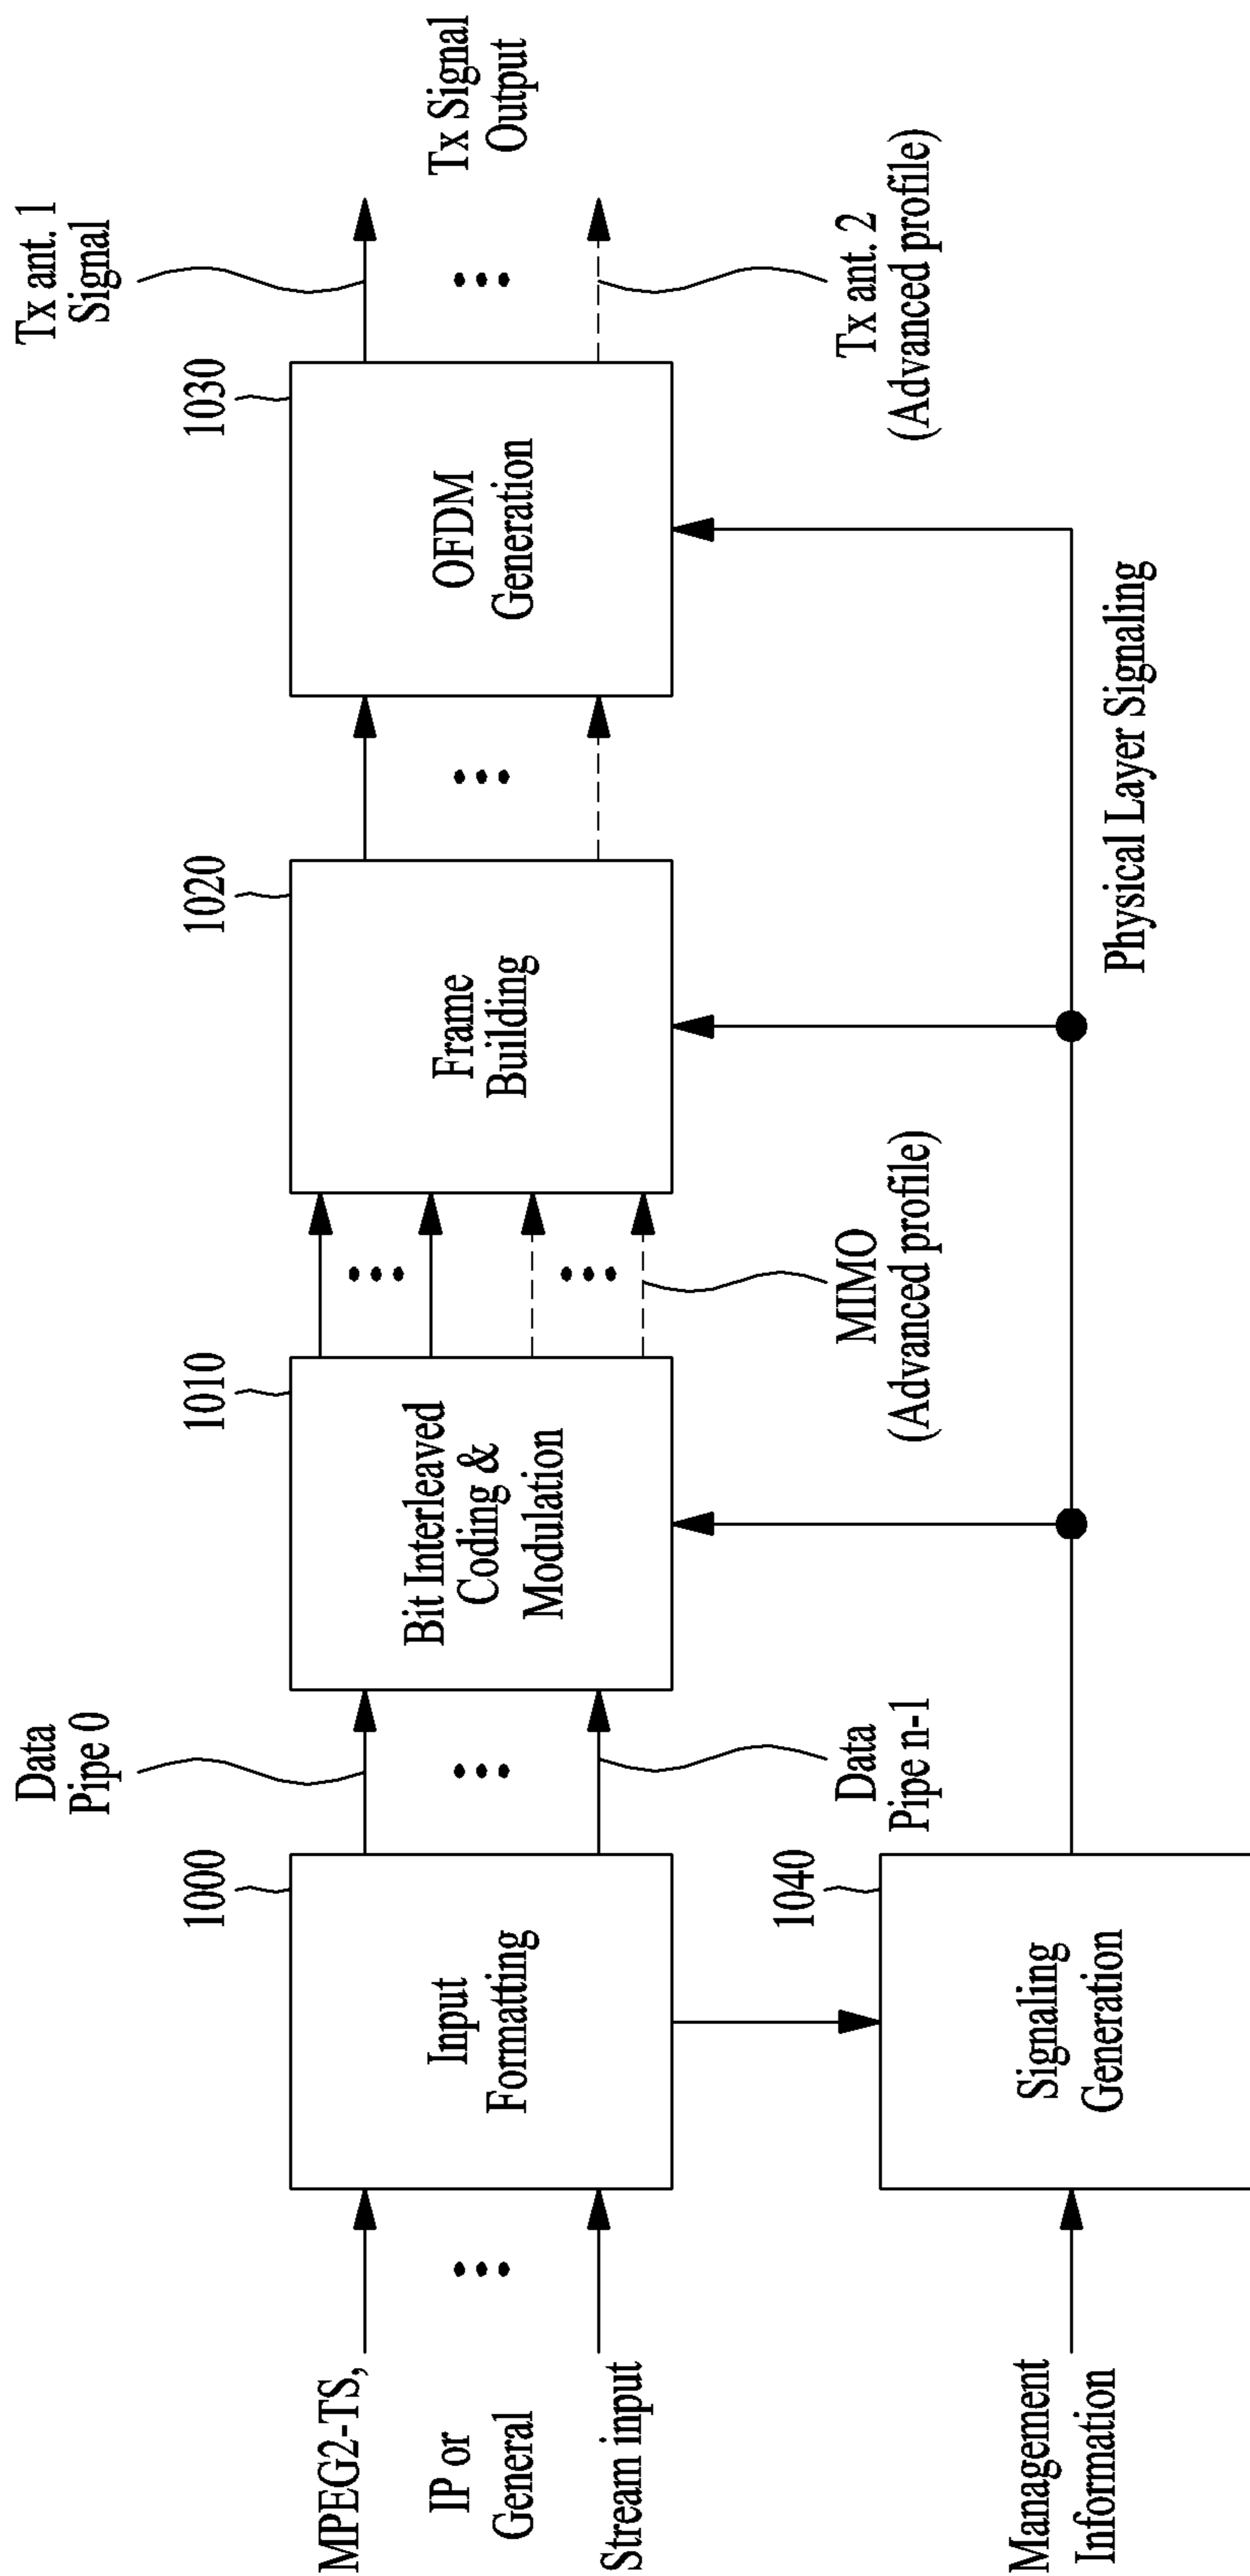 MPEG2-TS,
IP or
General
Stream input
Management
Information
1000
Input
Formatting
Data
Pipe 0
Data
Pipe n-1
1040
Signaling
Generation
1010
Bit Interleaved
Coding &
Modulation
MIMO
(Advanced profile)
1020
Frame
Building
Physical Layer Signaling
1030
OFDM
Generation
Tx ant. 1
Signal
Tx Signal
Output
Tx ant. 2
(Advanced profile)